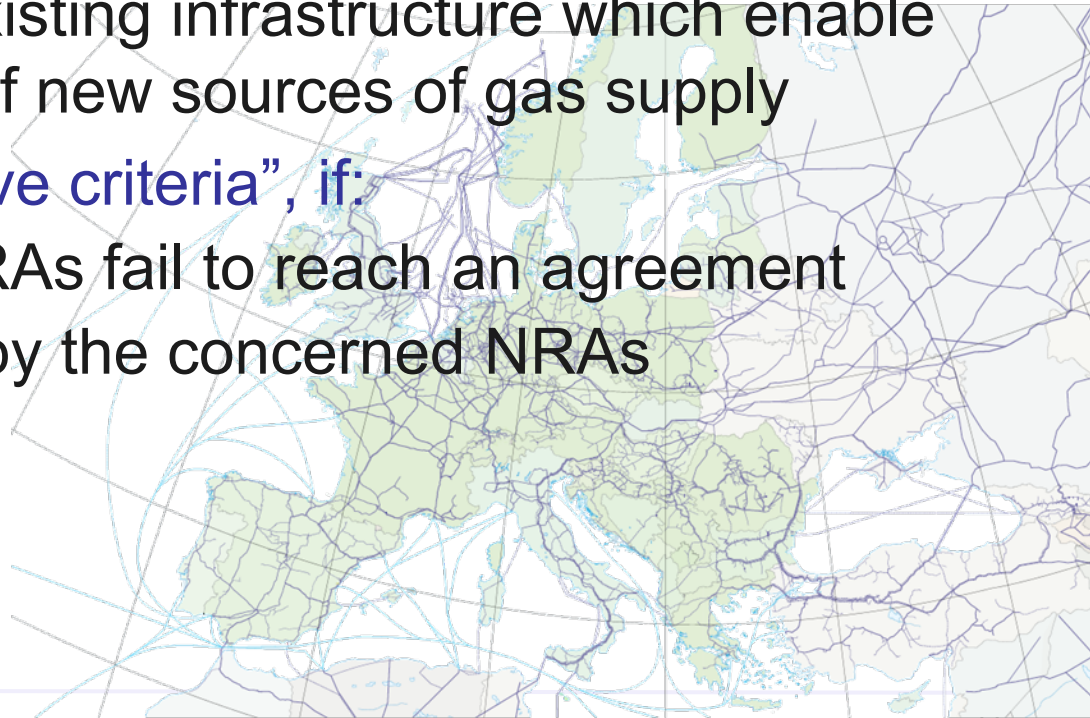 xisting infrastructure which enable
f new sources of gas supply
ve criteria”, if:
RAs fail to reach an agreement
by the concerned NRAs